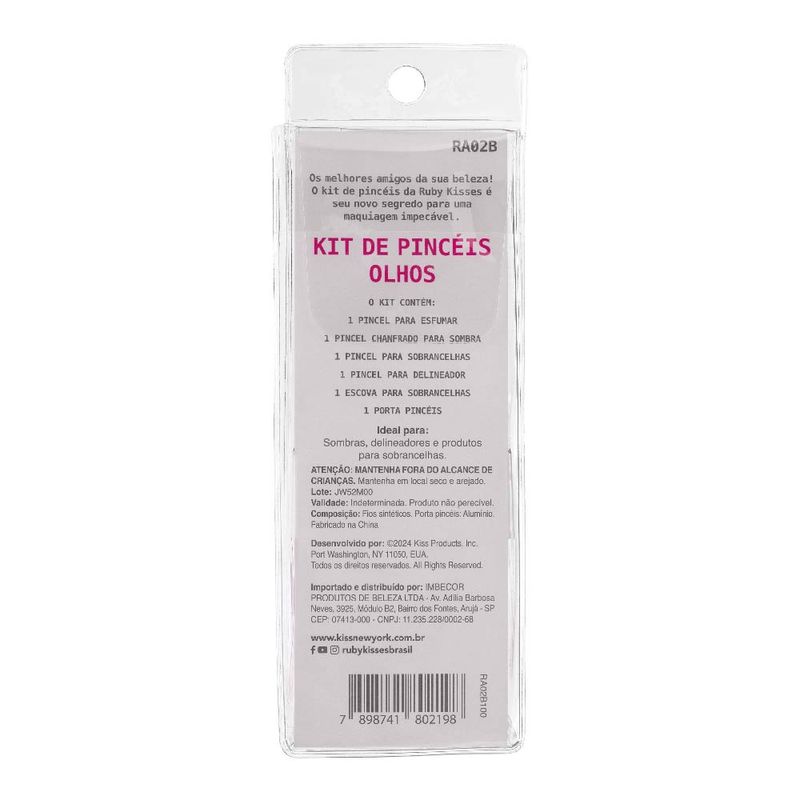 RA02B
Os melhores amigos da sua beleza!
O kit de pincéis da Ruby Kisses é
seu novo segredo para uma
maquiagem impecável.
KIT DE PINCÉIS
OLHOS
O KIT CONTÉM:
1 PINCEL PARA ESFUMAR
1 PINCEL CHANFRADO PARA SOMBRA
1 PINCEL PARA SOBRANCELHAS
1 PINCEL PARA DELINEADOR
1 ESCOVA PARA SOBRANCELHAS
1 PORTA PINCÉIS
Ideal para:
Sombras, delineadores e produtos
para sobrancelhas.
ATENÇÃO: MANTENHA FORA DO ALCANCE DE
CRIANÇAS. Mantenha em local seco e arejado.
Lote: JW52M00
Validade: Indeterminada. Produto não perecível.
Composição: Fios sintéticos. Porta pincéis: Alumínio.
Fabricado na China
Desenvolvido por: ©2024 Kiss Products, Inc.
Port Washington, NY 11050, EUA.
Todos os direitos reservados. All Rights Reserved.
Importado e distribuído por: IMBECOR
PRODUTOS DE BELEZA LTDA - Av. Adília Barbosa
Neves, 3925, Módulo B2, Bairro dos Fontes, Arujá - SP
CEP: 07413-000 - CNPJ: 11.235.228/0002-68
www.kissnewyork.com.br
rubykissesbrasil
RA02B100
7 898741 802198